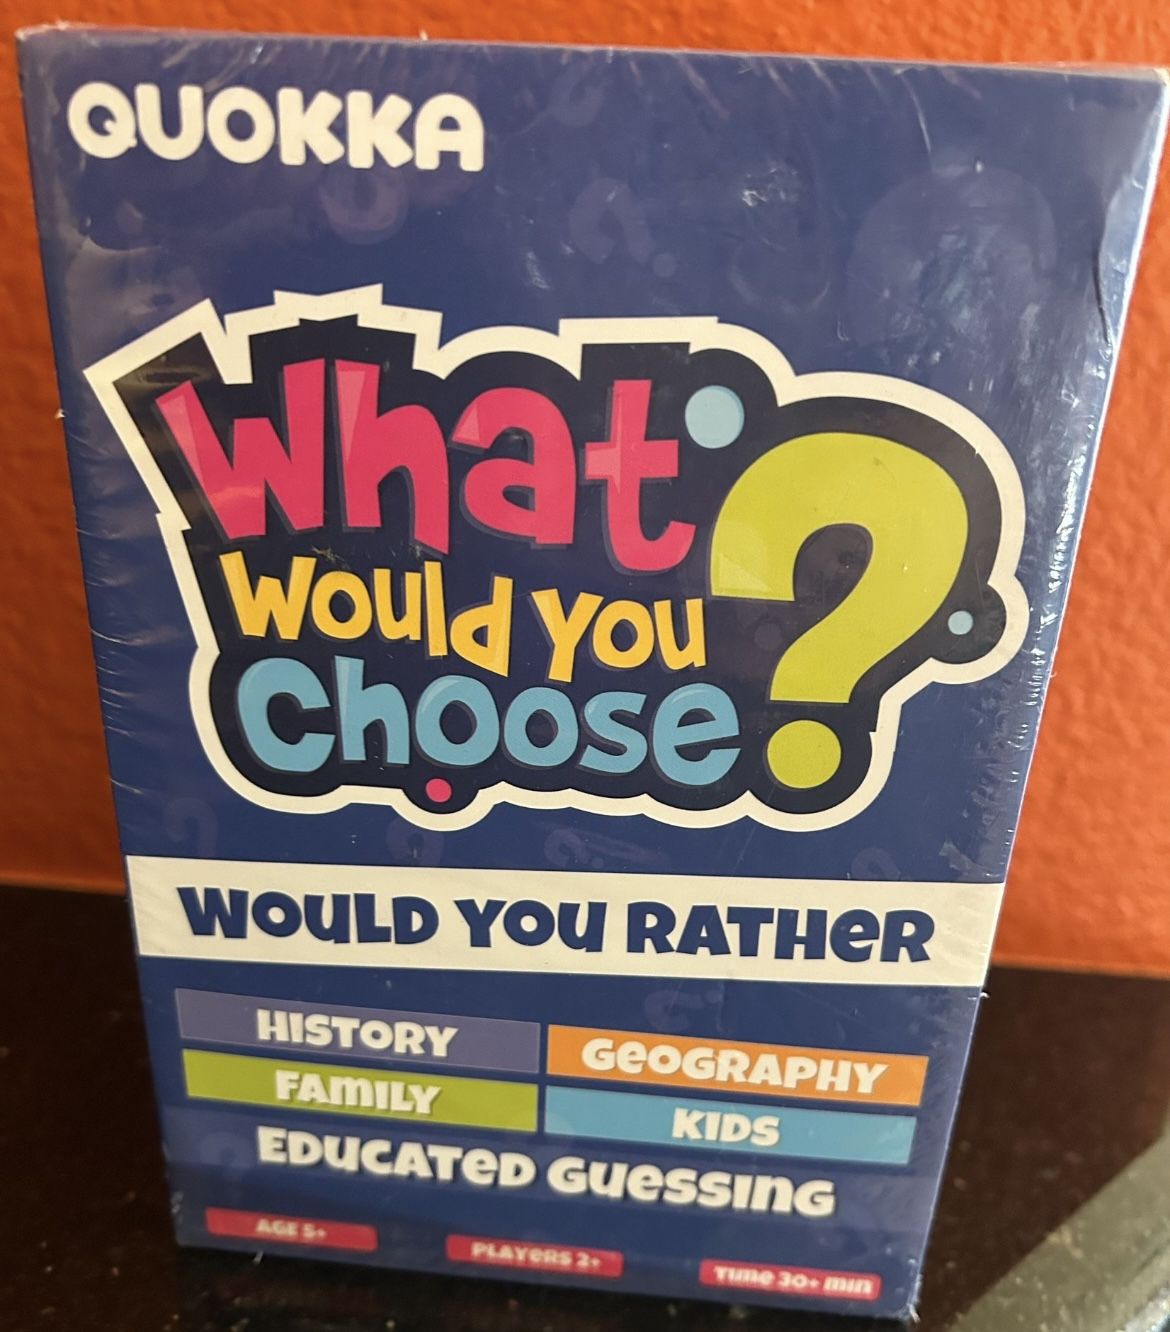 QUOKKA
What
Would you
Choose?
WOULD YOU RATHER
HISTORY
GEOGRAPHY
FAMILY
KIDS
EDUCATED GUESSING
AGE 5+
PLAYERS 2+
TIME 30+ MIN